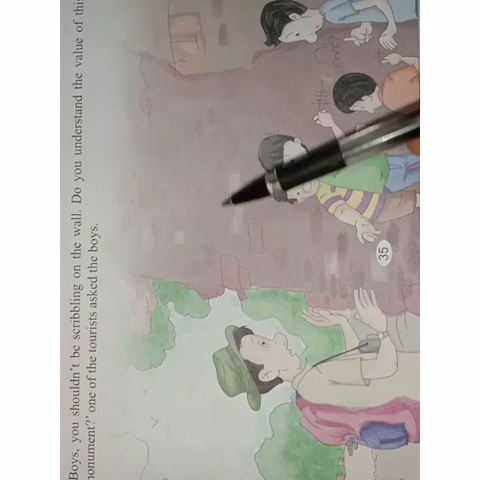 Boys, you shouldn't be scribbling on the wall. Do you understand the value of this
monument?' one of the tourists asked the boys.
35